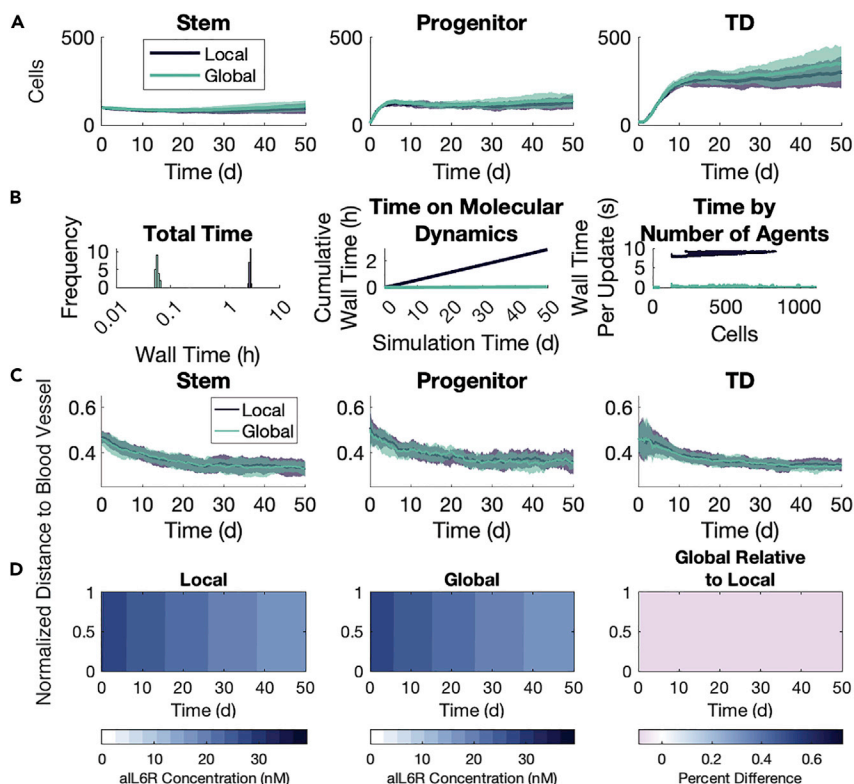 A
Stem
Progenitor
TD
500
0
Cells
Local
Global
0 10 20 30 40 50
Time (d)
500
0
0 10 20 30 40 50
Time (d)
500
0
0 10 20 30 40 50
Time (d)
B
Total Time
Time on Molecular
Dynamics
Time by
Number of Agents
Frequency
10
5
0
0.01 0.1 1 10
Wall Time (h)
Cumulative
Wall Time (h)
2
0
0 10 20 30 40 50
Simulation Time (d)
Wall Time
Per Update (s)
10
5
0
0 500 1000
Cells
C
Stem
Progenitor
TD
Normalized Distance to Blood Vessel
0.6
0.4
Local
Global
0 10 20 30 40 50
Time (d)
0.6
0.4
0 10 20 30 40 50
Time (d)
0.6
0.4
0 10 20 30 40 50
Time (d)
D
Local
Global
Global Relative
to Local
1
0.5
0
0 10 20 30 40 50
Time (d)
1
0.5
0
0 10 20 30 40 50
Time (d)
1
0.5
0
0 10 20 30 40 50
Time (d)
0 10 20 30
aIL6R Concentration (nM)
0 10 20 30
aIL6R Concentration (nM)
0 0.2 0.4 0.6
Percent Difference